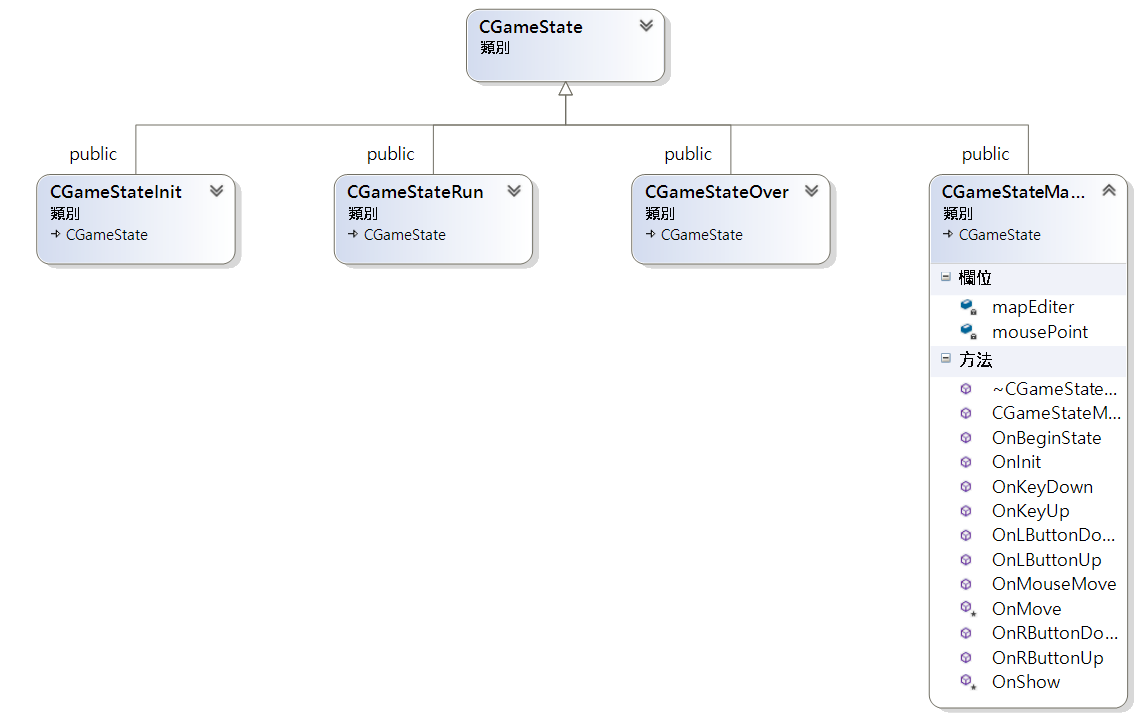 CGameState
類別
public
public
public
public
CGameStateInit
類別
CGameState
CGameStateRun
類別
CGameState
CGameStateOver
類別
CGameState
CGameStateMa...
類別
CGameState
欄位
mapEditer
mousePoint
方法
~CGameState...
CGameStateM...
OnBeginState
OnInit
OnKeyDown
OnKeyUp
OnLButtonDo...
OnLButtonUp
OnMouseMove
OnMove
OnRButtonDo...
OnRButtonUp
OnShow